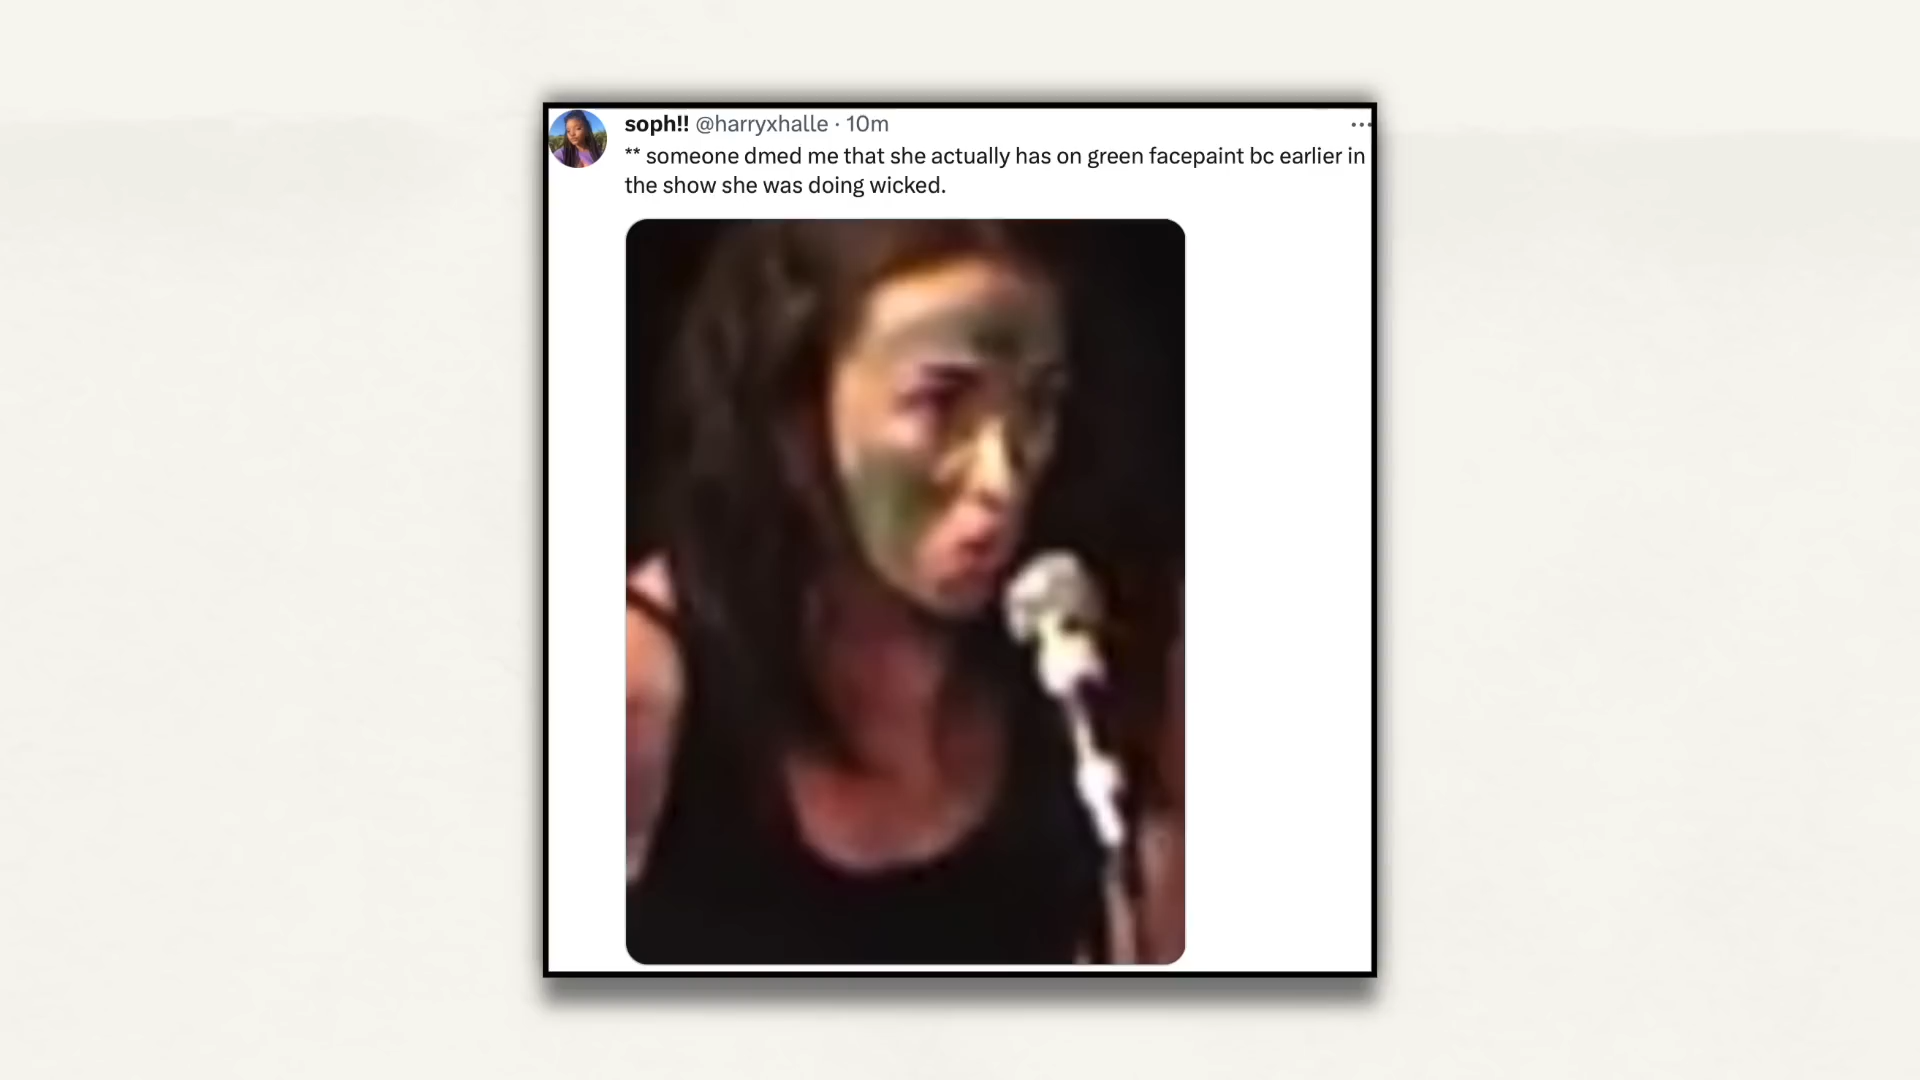 soph!! @harryxhalle · 10m
** someone dmed me that she actually has on green facepaint bc earlier in
the show she was doing wicked.